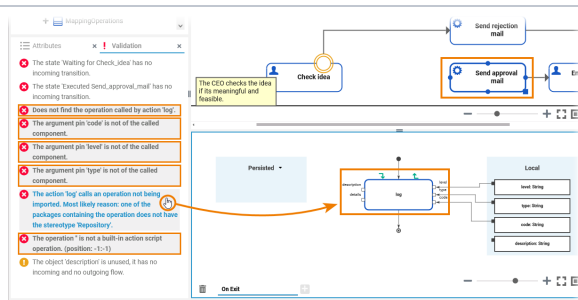 MappingOperations
Attributes
Validation
The state 'Waiting for Check_idea' has no
incoming transition.
The state 'Executed Send_approval_mail' has no
incoming transition.
Does not find the operation called by action 'log'.
The argument pin 'code' is not of the called
component.
The argument pin 'level' is not of the called
component.
The argument pin 'type' is not of the called
component.
The action 'log' calls an operation not being
imported. Most likely reason: one of the
packages containing the operation does not have
the stereotype 'Repository'.
The operation '' is not a built-in action script
operation. (position: -1:-1)
The object 'description' is unused, it has no
incoming and no outgoing flow.
Send rejection
mail
Check idea
The CEO checks the idea
if its meaningful and
feasible.
Send approval
mail
Persisted
description
details
log
level
type
code
Local
level: String
type: String
code: String
description: String
On Exit